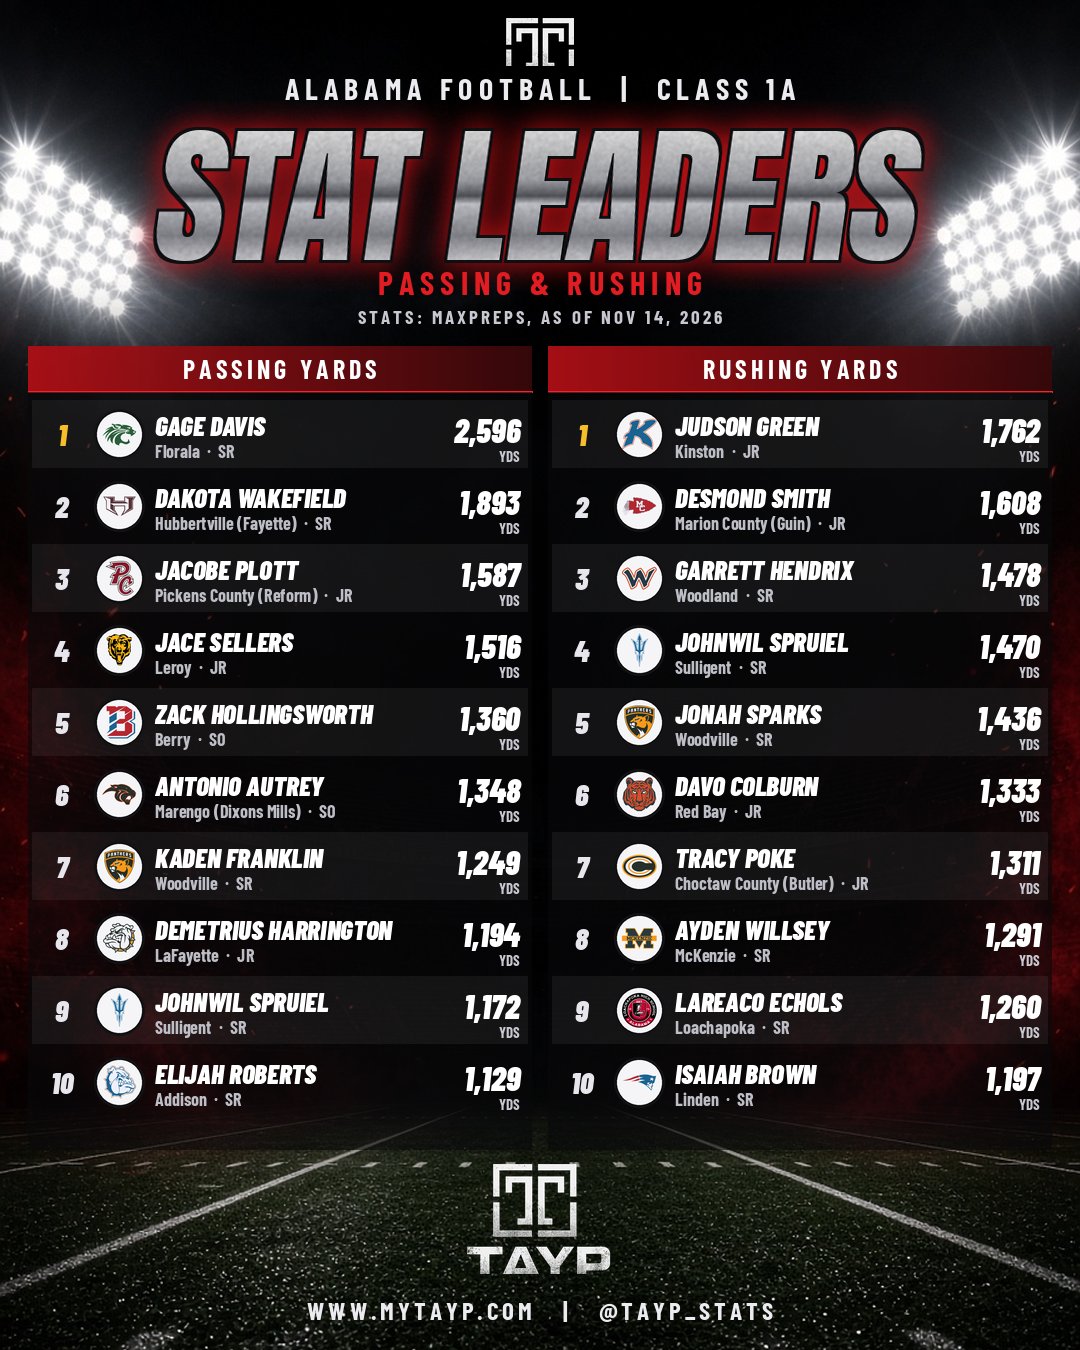 ALABAMA FOOTBALL | CLASS 1A
STAT LEADERS
PASSING & RUSHING
STATS: MAXPREPS, AS OF NOV 14, 2026
PASSING YARDS
1 GAGE DAVIS 2,596
Florala · SR YDS
2 DAKOTA WAKEFIELD 1,893
Hubbertville (Fayette) · SR YDS
3 JACOBE PLOTT 1,587
Pickens County (Reform) · JR YDS
4 JACE SELLERS 1,516
Leroy · JR YDS
5 ZACK HOLLINGSWORTH 1,360
Berry · SO YDS
6 ANTONIO AUTREY 1,348
Marengo (Dixons Mills) · SO YDS
7 KADEN FRANKLIN 1,249
Woodville · SR YDS
8 DEMETRIUS HARRINGTON 1,194
LaFayette · JR YDS
9 JOHNWIL SPRUIEL 1,172
Sulligent · SR YDS
10 ELIJAH ROBERTS 1,129
Addison · SR YDS
RUSHING YARDS
1 JUDSON GREEN 1,762
Kinston · JR YDS
2 DESMOND SMITH 1,608
Marion County (Guin) · JR YDS
3 GARRETT HENDRIX 1,478
Woodland · SR YDS
4 JOHNWIL SPRUIEL 1,470
Sulligent · SR YDS
5 JONAH SPARKS 1,436
Woodville · SR YDS
6 DAVO COLBURN 1,333
Red Bay · JR YDS
7 TRACY POKE 1,311
Choctaw County (Butler) · JR YDS
8 AYDEN WILLSEY 1,291
McKenzie · SR YDS
9 LAREACO ECHOLS 1,260
Loachapoka · SR YDS
10 ISAIAH BROWN 1,197
Linden · SR YDS
TAYP
WWW.MYTAYP.COM | @TAYP_STATS